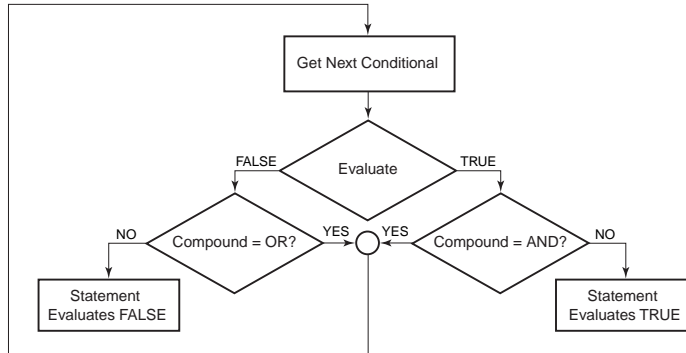 Get Next Conditional
FALSE
Evaluate
TRUE
NO
Compound = OR?
YES
YES
Compound = AND?
NO
Statement
Evaluates FALSE
Statement
Evaluates TRUE